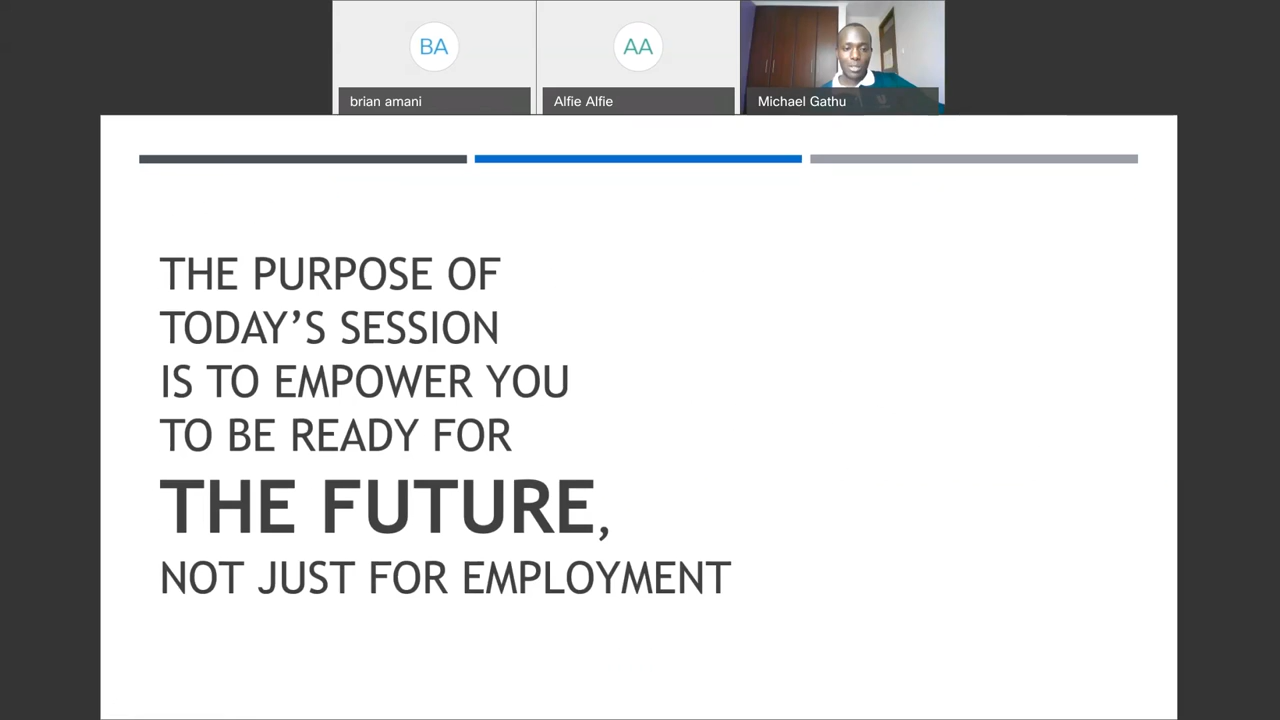 BA
AA
brian amani
Alfie Alfie
Michael Gathu
THE PURPOSE OF
TODAY’S SESSION
IS TO EMPOWER YOU
TO BE READY FOR
THE FUTURE,
NOT JUST FOR EMPLOYMENT